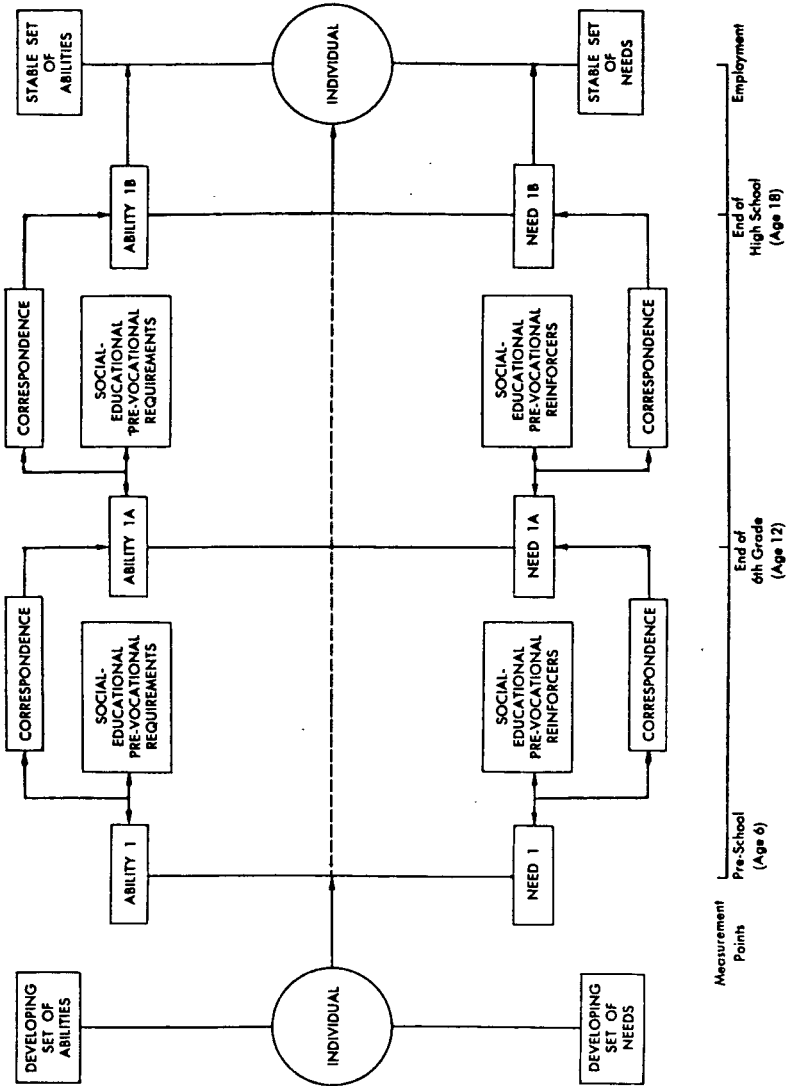 DEVELOPING
SET OF
ABILITIES
CORRESPONDENCE
CORRESPONDENCE
STABLE SET
OF
ABILITIES
ABILITY 1
SOCIAL-
EDUCATIONAL
PRE-VOCATIONAL
REQUIREMENTS
ABILITY 1A
SOCIAL-
EDUCATIONAL
PRE-VOCATIONAL
REQUIREMENTS
ABILITY 1B
INDIVIDUAL
INDIVIDUAL
NEED 1
SOCIAL-
EDUCATIONAL
PRE-VOCATIONAL
REINFORCERS
NEED 1A
SOCIAL-
EDUCATIONAL
PRE-VOCATIONAL
REINFORCERS
NEED 1B
DEVELOPING
SET OF
NEEDS
CORRESPONDENCE
CORRESPONDENCE
STABLE SET
OF
NEEDS
Measurement
Points
Pre-School
(Age 6)
End of
6th Grade
(Age 12)
End of
High School
(Age 18)
Employment